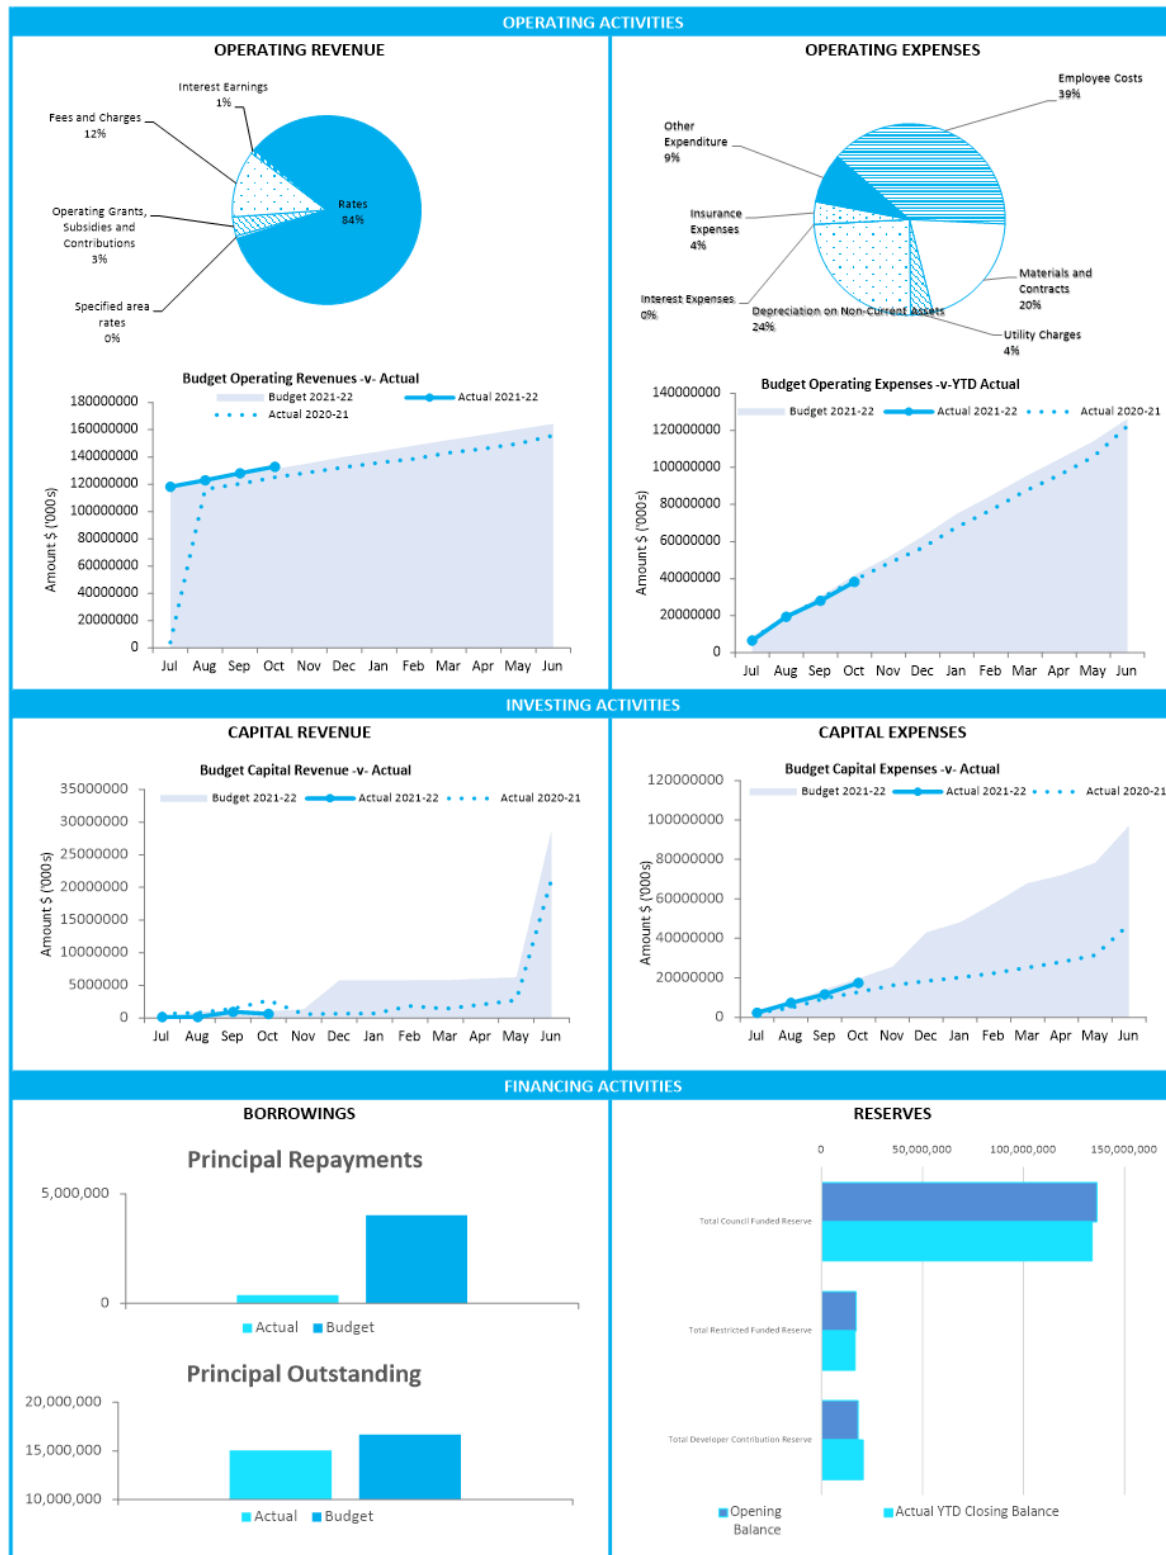 OPERATING ACTIVITIES
OPERATING REVENUE
Interest Earnings
1%
Fees and Charges
12%
Operating Grants,
Subsidies and
Contributions
3%
Specified area
rates
0%
Rates
84%
OPERATING EXPENSES
Employee Costs
39%
Other
Expenditure
9%
Insurance
Expenses
4%
Interest Expenses
0%
Depreciation on Non-Current Assets
24%
Materials and
Contracts
20%
Utility Charges
4%
Budget Operating Revenues -v- Actual
Budget 2021-22
Actual 2021-22
Actual 2020-21
Amount $ ('000s)
180000000
160000000
140000000
120000000
100000000
80000000
60000000
40000000
20000000
0
Jul Aug Sep Oct Nov Dec Jan Feb Mar Apr May Jun
Budget Operating Expenses -v-YTD Actual
Budget 2021-22
Actual 2021-22
Actual 2020-21
Amount $ ('000s)
140000000
120000000
100000000
80000000
60000000
40000000
20000000
0
Jul Aug Sep Oct Nov Dec Jan Feb Mar Apr May Jun
INVESTING ACTIVITIES
CAPITAL REVENUE
Budget Capital Revenue -v- Actual
Budget 2021-22
Actual 2021-22
Actual 2020-21
Amount $ ('000s)
35000000
30000000
25000000
20000000
15000000
10000000
5000000
0
Jul Aug Sep Oct Nov Dec Jan Feb Mar Apr May Jun
CAPITAL EXPENSES
Budget Capital Expenses -v- Actual
Budget 2021-22
Actual 2021-22
Actual 2020-21
Amount $ ('000s)
120000000
100000000
80000000
60000000
40000000
20000000
0
Jul Aug Sep Oct Nov Dec Jan Feb Mar Apr May Jun
FINANCING ACTIVITIES
BORROWINGS
Principal Repayments
5,000,000
0
Actual
Budget
Principal Outstanding
20,000,000
15,000,000
10,000,000
Actual
Budget
RESERVES
0
50,000,000
100,000,000
150,000,000
Total Council Funded Reserve
Total Restricted Funded Reserve
Total Developer Contribution Reserve
Opening
Balance
Actual YTD Closing Balance